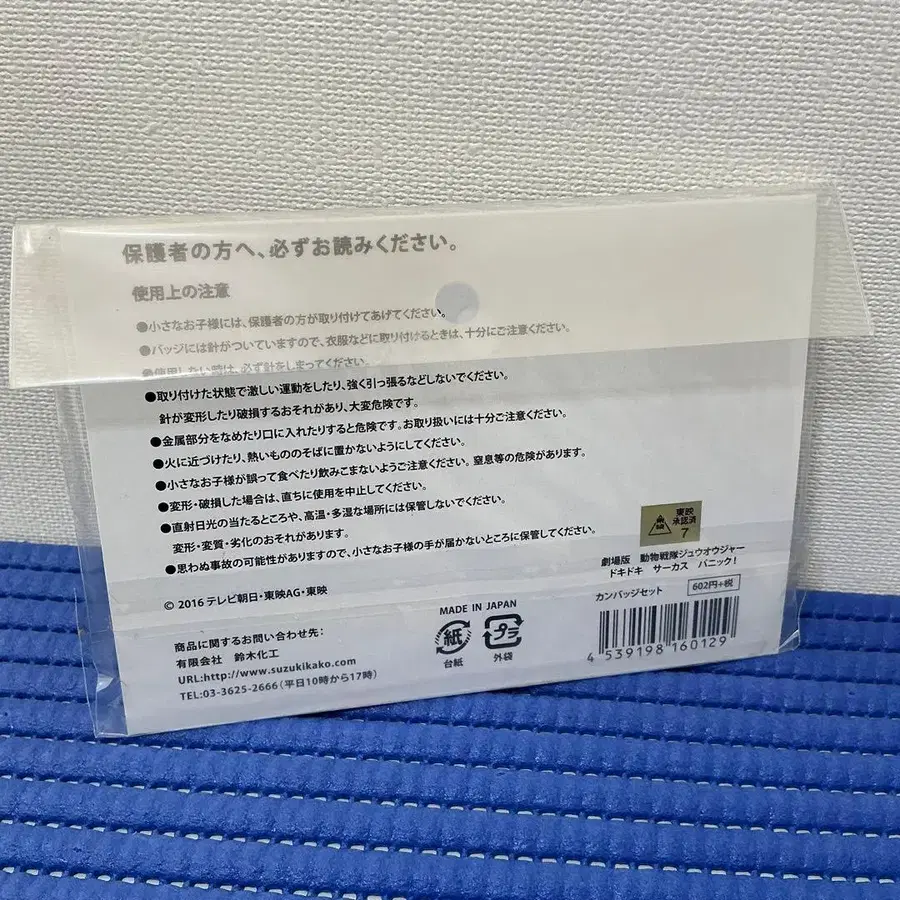 保護者の方へ、必ずお読みください。
使用上の注意
●小さなお子様には、保護者の方が取り付けてあげてください。
●バッジには針がついていますので、衣服などに取り付けるときは、十分にご注意ください。
●使用しない時は、必ず針をしまってください。
●取り付けた状態で激しい運動をしたり、強く引っ張るなどしないでください。
針が変形したり破損するおそれがあり、大変危険です。
●金属部分をなめたり口に入れたりすると危険です。お取り扱いには十分ご注意ください。
●火に近づけたり、熱いもののそばに置かないようにしてください。
●小さなお子様が誤って食べたり飲みこまないようご注意ください。窒息等の危険があります。
●変形・破損した場合は、直ちに使用を中止してください。
●直射日光の当たるところや、高温・多湿な場所には保管しないでください。
変形・変質・劣化のおそれがあります。
●思わぬ事故の可能性がありますので、小さなお子様の手が届かないところに保管してください。
© 2016 テレビ朝日・東映AG・東映
商品に関するお問い合わせ先：
有限会社 鈴木化工
URL:http://www.suzukikako.com
TEL:03-3625-2666(平日10時から17時)
MADE IN JAPAN
紙
台紙
プラ
外袋
東映
承認済
7
劇場版 動物戦隊ジュウオウジャー
ドキドキ サーカス パニック!
カンバッジセット
602円+税
4 539198 160129